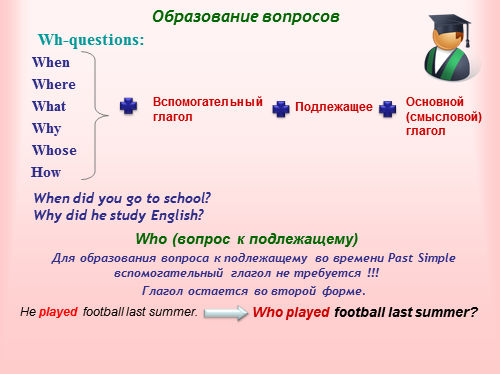 Образование вопросов
Wh-questions:
When
Where
What
Why
Whose
How
Вспомогательный
глагол
Подлежащее
Основной
(смысловой)
глагол
When did you go to school?
Why did he study English?
Who (вопрос к подлежащему)
Для образования вопроса к подлежащему во времени Past Simple
вспомогательный глагол не требуется !!!
Глагол остается во второй форме.
He played football last summer.
Who played football last summer?